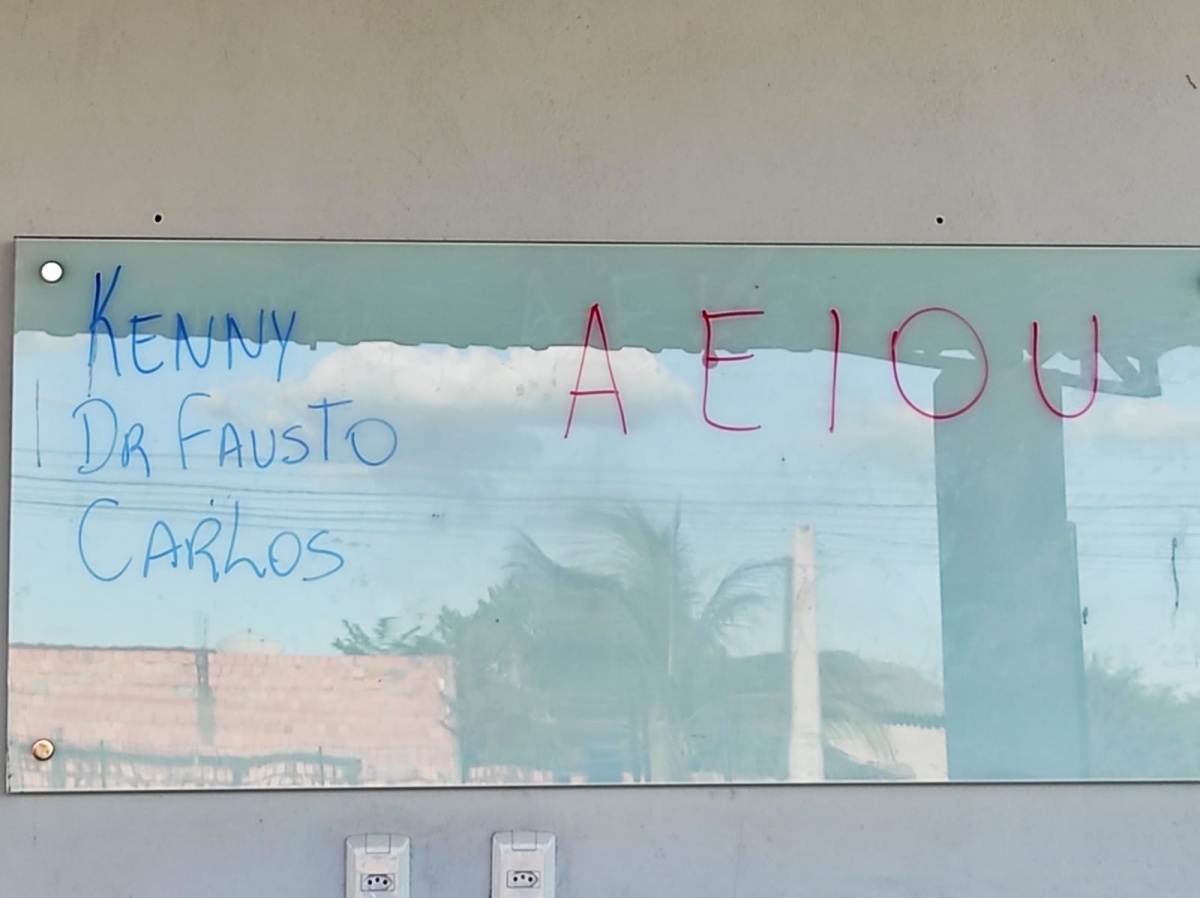 KENNY
DR FAUSTO
CARLOS
A E I O U